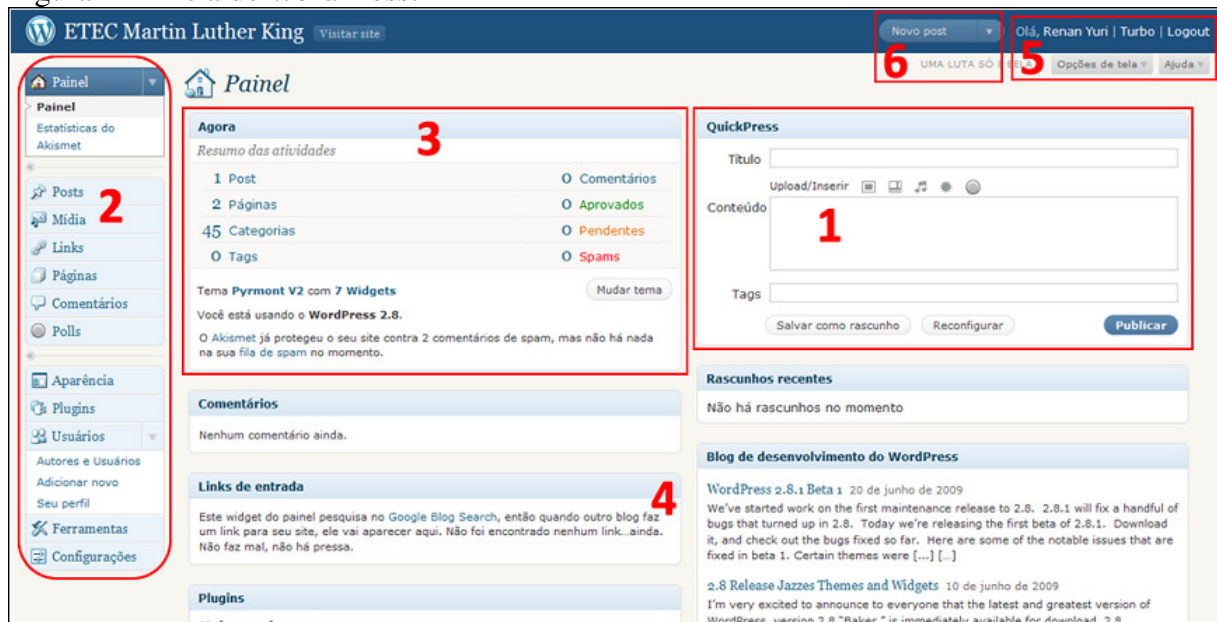 ETEC Martin Luther King Visitar site
Novo post
Olá, Renan Yuri | Turbo | Logout
6
5
UMA LUTA SÓ É BELA
Opções de tela
Ajuda
Painel
Painel
Estatísticas do
Akismet
Posts
2
Mídia
Links
Páginas
Comentários
Polls
Aparência
Plugins
Usuários
Autores e Usuários
Adicionar novo
Seu perfil
Ferramentas
Configurações
Painel
Agora
3
Resumo das atividades
1 Post 0 Comentários
2 Páginas 0 Aprovados
45 Categorias 0 Pendentes
0 Tags 0 Spams
Tema Pyrmont V2 com 7 Widgets
Mudar tema
Você está usando o WordPress 2.8.
O Akismet já protegeu o seu site contra 2 comentários de spam, mas não há nada
na sua fila de spam no momento.
Comentários
Nenhum comentário ainda.
Links de entrada
4
Este widget do painel pesquisa no Google Blog Search, então quando outro blog faz
um link para seu site, ele vai aparecer aqui. Não foi encontrado nenhum link...ainda.
Não faz mal, não há pressa.
Plugins
QuickPress
Título
Upload/Inserir
Conteúdo
1
Tags
Salvar como rascunho
Reconfigurar
Publicar
Rascunhos recentes
Não há rascunhos no momento
Blog de desenvolvimento do WordPress
WordPress 2.8.1 Beta 1 20 de junho de 2009
We've started work on the first maintenance release to 2.8. 2.8.1 will fix a handful of
bugs that turned up in 2.8. Today we're releasing the first beta of 2.8.1. Download
it, and check out the bugs fixed so far. Here are some of the notable issues that are
fixed in beta 1. Certain themes were [...] [...]
2.8 Release Jazzes Themes and Widgets 10 de junho de 2009
I'm very excited to announce to everyone that the latest and greatest version of
WordPress, version 2.8 "Baker," is immediately available for download. 2.8